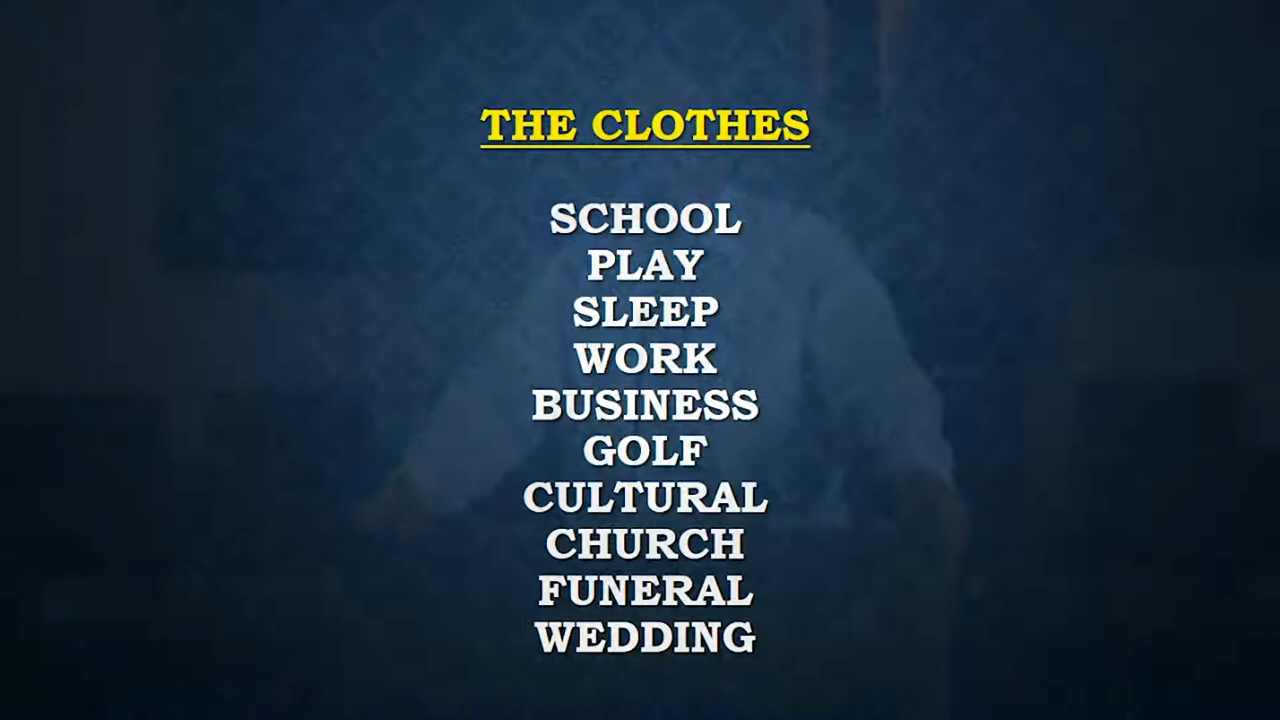 THE CLOTHES
SCHOOL
PLAY
SLEEP
WORK
BUSINESS
GOLF
CULTURAL
CHURCH
FUNERAL
WEDDING